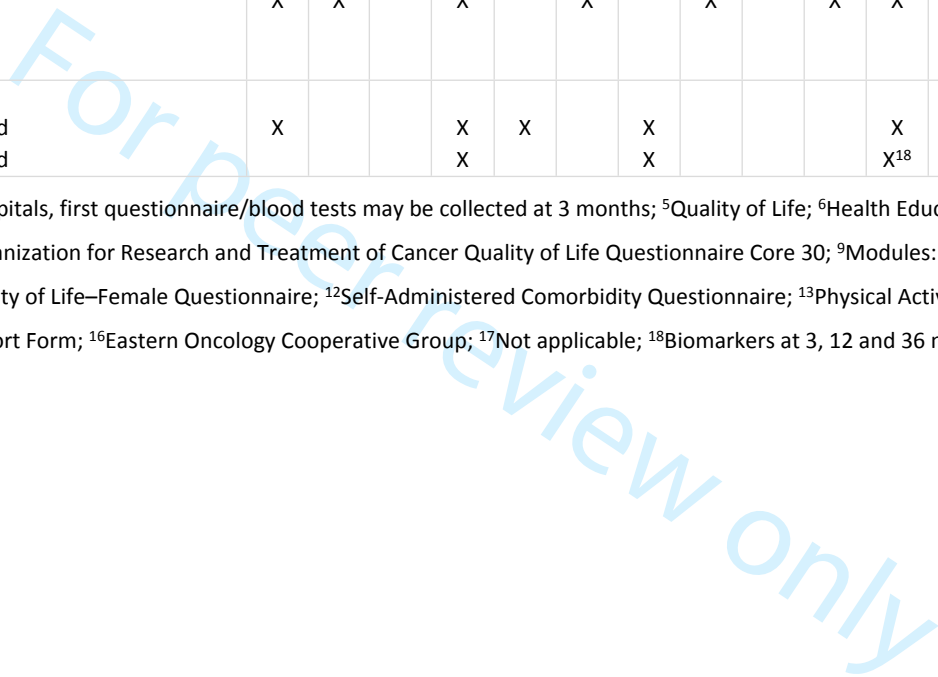 X X X X X X X
d X X X X X
d X X X18
pitals, first questionnaire/blood tests may be collected at 3 months; 5Quality of Life; 6Health Educ
anization for Research and Treatment of Cancer Quality of Life Questionnaire Core 30; 9Modules:
ty of Life–Female Questionnaire; 12Self-Administered Comorbidity Questionnaire; 13Physical Activ
ort Form; 16Eastern Oncology Cooperative Group; 17Not applicable; 18Biomarkers at 3, 12 and 36 m
For peer review only